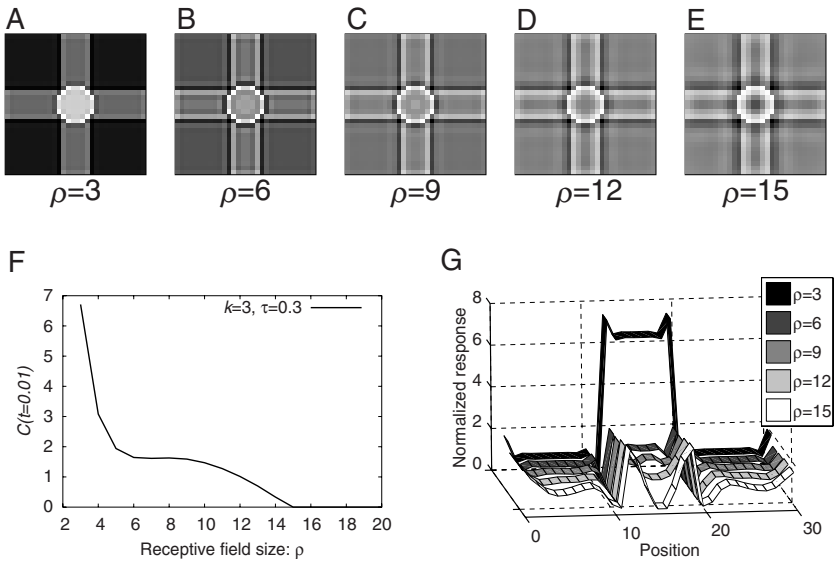 A B C D E
ρ=3 ρ=6 ρ=9 ρ=12 ρ=15
F
k=3, τ=0.3
C(t=0.01)
7
6
5
4
3
2
1
0
2 4 6 8 10 12 14 16 18 20
Receptive field size: ρ
G
ρ=3
ρ=6
ρ=9
ρ=12
ρ=15
Normalized response
8
6
4
2
0
0 10 20 30
Position